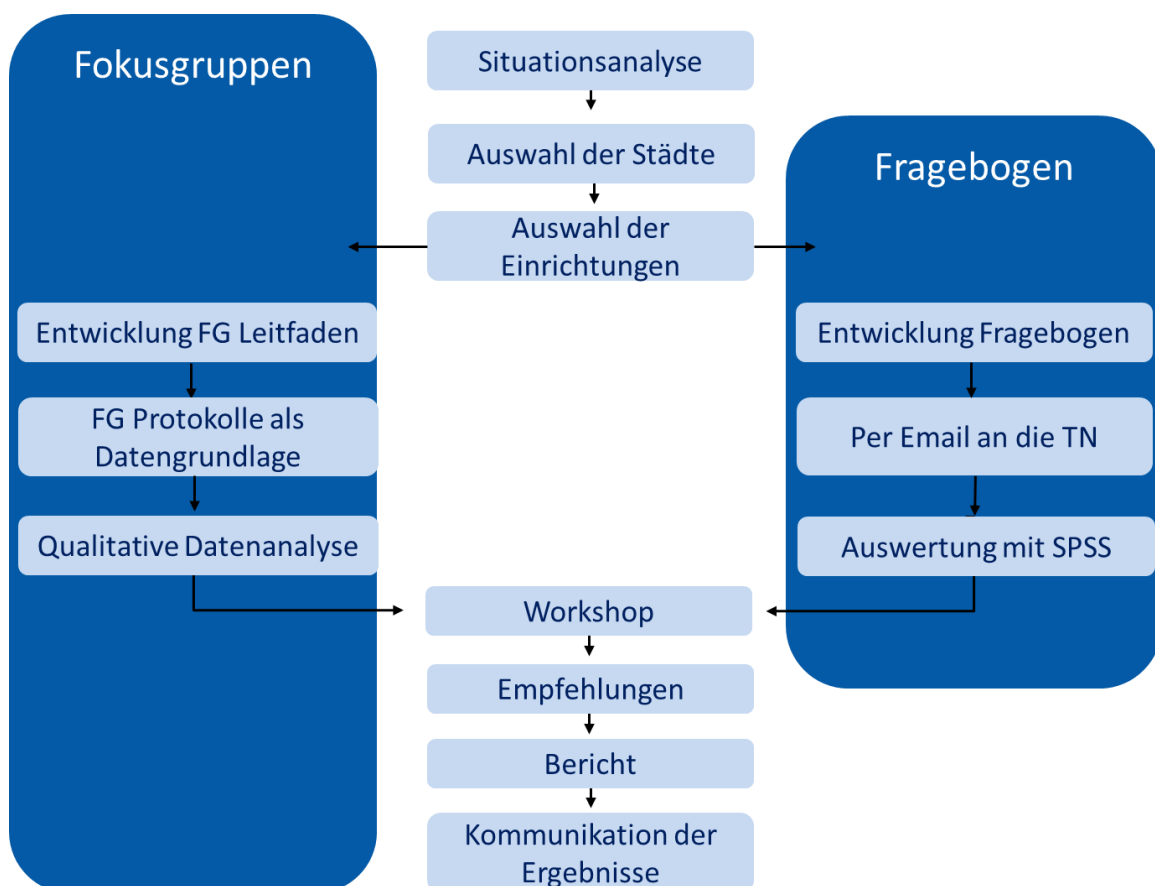 Fokusgruppen
Situationsanalyse
Auswahl der Städte
Fragebogen
Auswahl der
Einrichtungen
Entwicklung FG Leitfaden
FG Protokolle als
Datengrundlage
Qualitative Datenanalyse
Entwicklung Fragebogen
Per Email an die TN
Auswertung mit SPSS
Workshop
Empfehlungen
Bericht
Kommunikation der
Ergebnisse